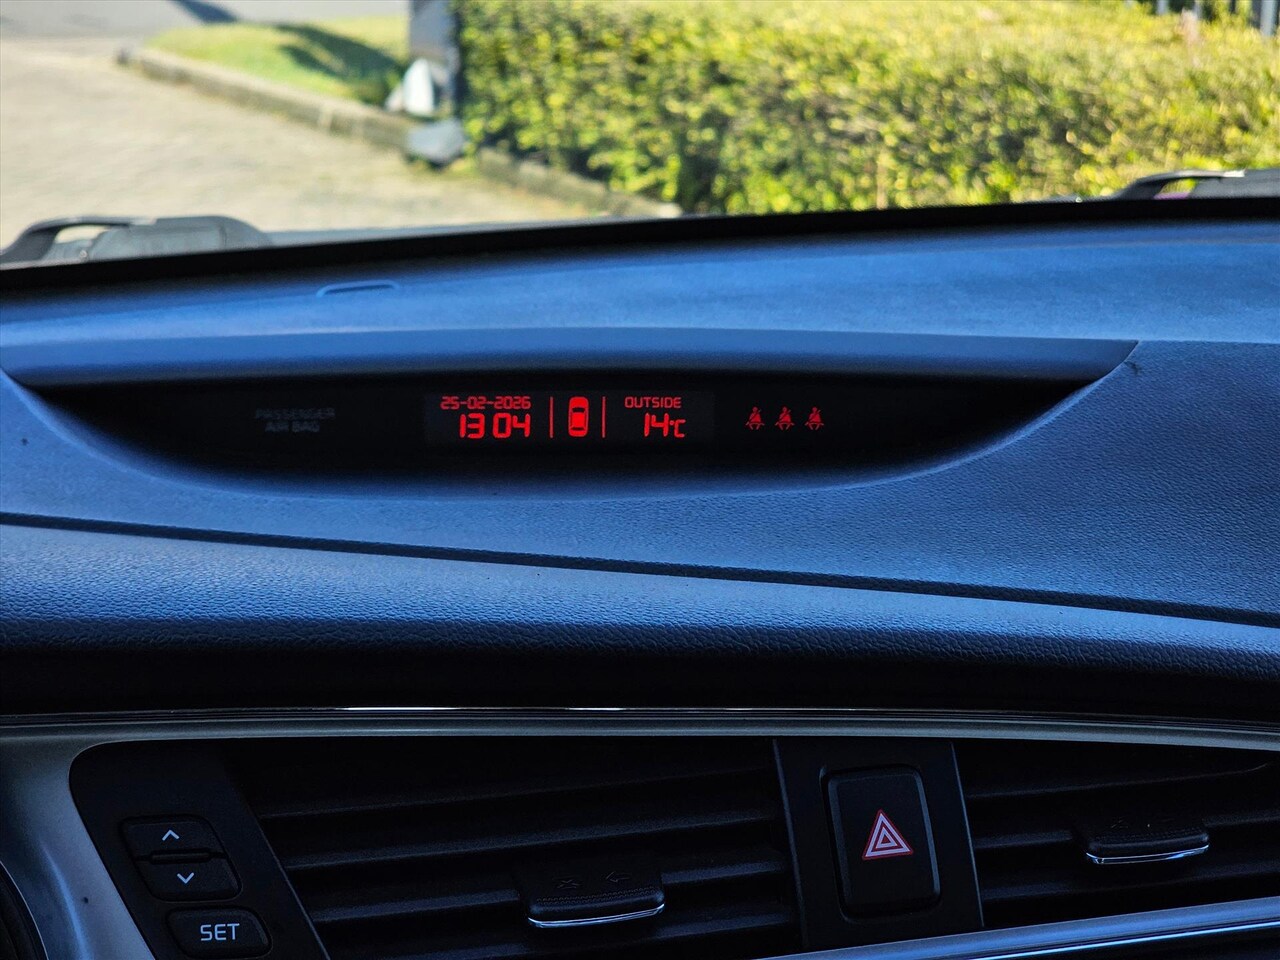 PASSENGER
AIR BAG
25-02-2026
13 04
OUTSIDE
14°C
SET